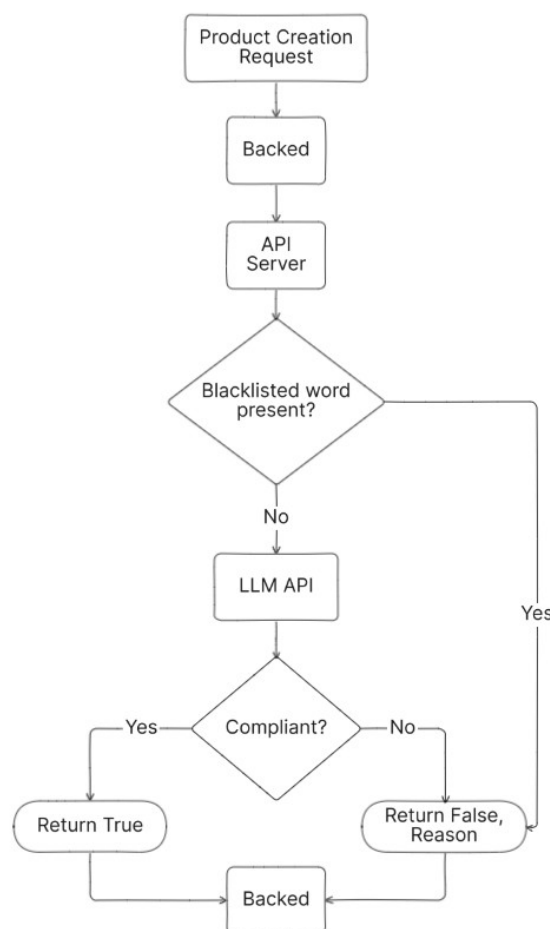 Product Creation
Request
Backed
API
Server
Blacklisted word
present?
No
LLM API
Yes
Compliant?
Yes
No
Return True
Return False,
Reason
Backed